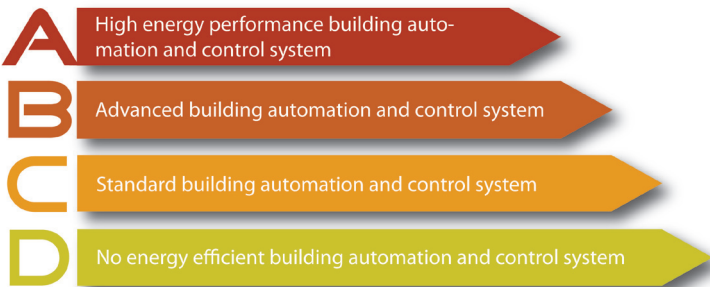 A
High energy performance building auto-
mation and control system
B
Advanced building automation and control system
C
Standard building automation and control system
D
No energy efficient building automation and control system